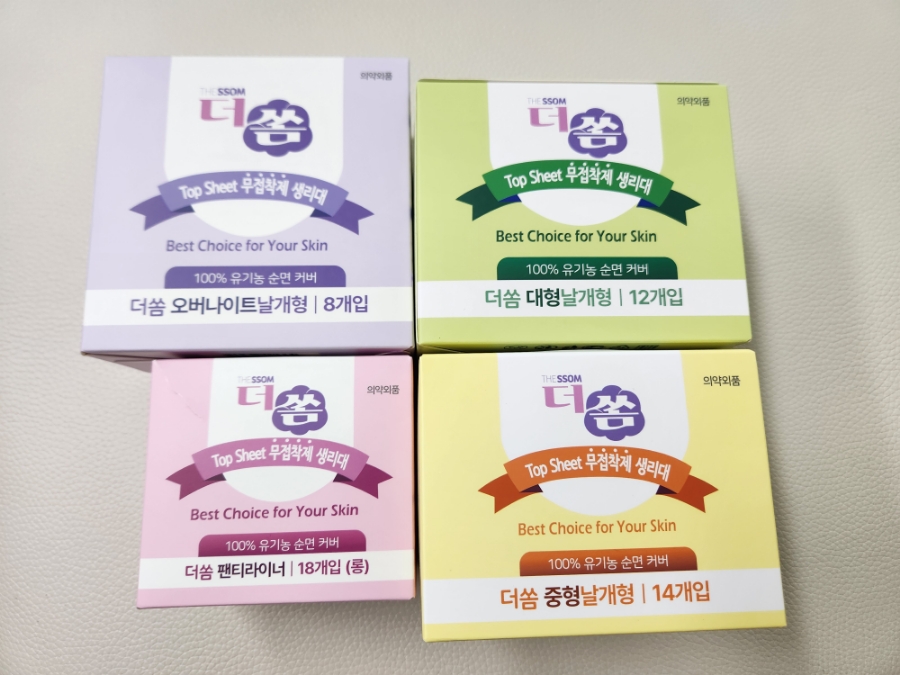 의약외품
THE SSOM
더쏨
Top Sheet 무접착제 생리대
Best Choice for Your Skin
100% 유기농 순면 커버
더쏨 오버나이트날개형 | 8개입
의약외품
THE SSOM
더쏨
Top Sheet 무접착제 생리대
Best Choice for Your Skin
100% 유기농 순면 커버
더쏨 대형날개형 | 12개입
의약외품
THE SSOM
더쏨
Top Sheet 무접착제 생리대
Best Choice for Your Skin
100% 유기농 순면 커버
더쏨 팬티라이너 | 18개입 (롱)
의약외품
THE SSOM
더쏨
Top Sheet 무접착제 생리대
Best Choice for Your Skin
100% 유기농 순면 커버
더쏨 중형날개형 | 14개입